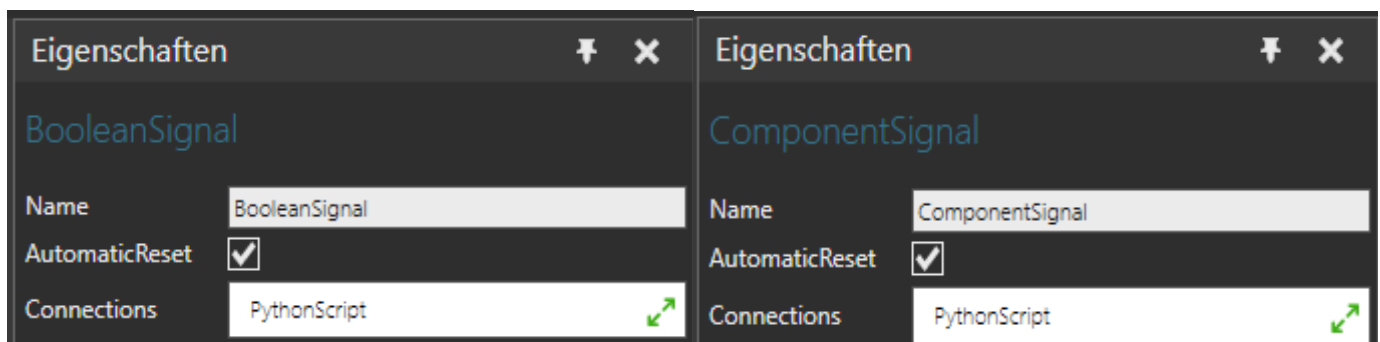 Eigenschaften
BooleanSignal
Name BooleanSignal
AutomaticReset
Connections PythonScript
Eigenschaften
ComponentSignal
Name ComponentSignal
AutomaticReset
Connections PythonScript